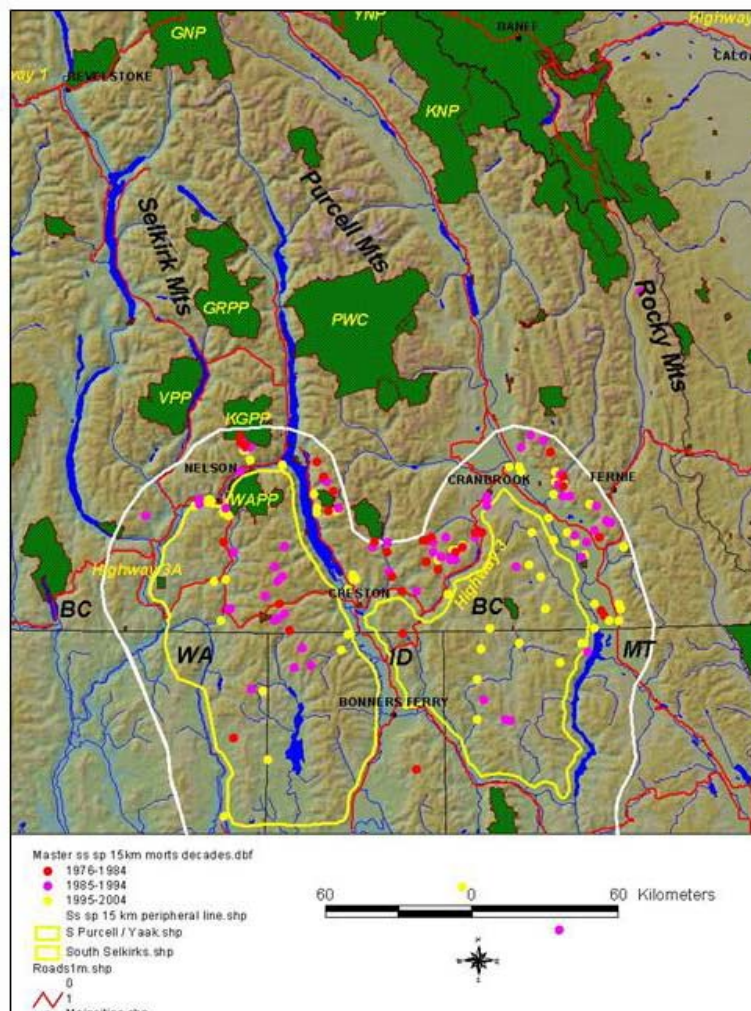 GNP
YNP
BANFF
Highway
way 1
REVELSTOKE
CALG
KNP
Selkirk Mts
Purcell Mts
GRPP
PWC
Rocky Mts
VPP
KGPP
NELSON
CRANBROOK
FERNIE
WAPP
Highway 3A
Highway 3
BC
CRESTON
BC
WA
ID
MT
BONNERS FERRY
Master ss sp 15km morts decades.dbf
1976-1984
1985-1994
1995-2004
Ss sp 15 km peripheral line.shp
S Purcell / Yaak.shp
South Selkirks.shp
Roads1m.shp
0
1
60 0 60 Kilometers